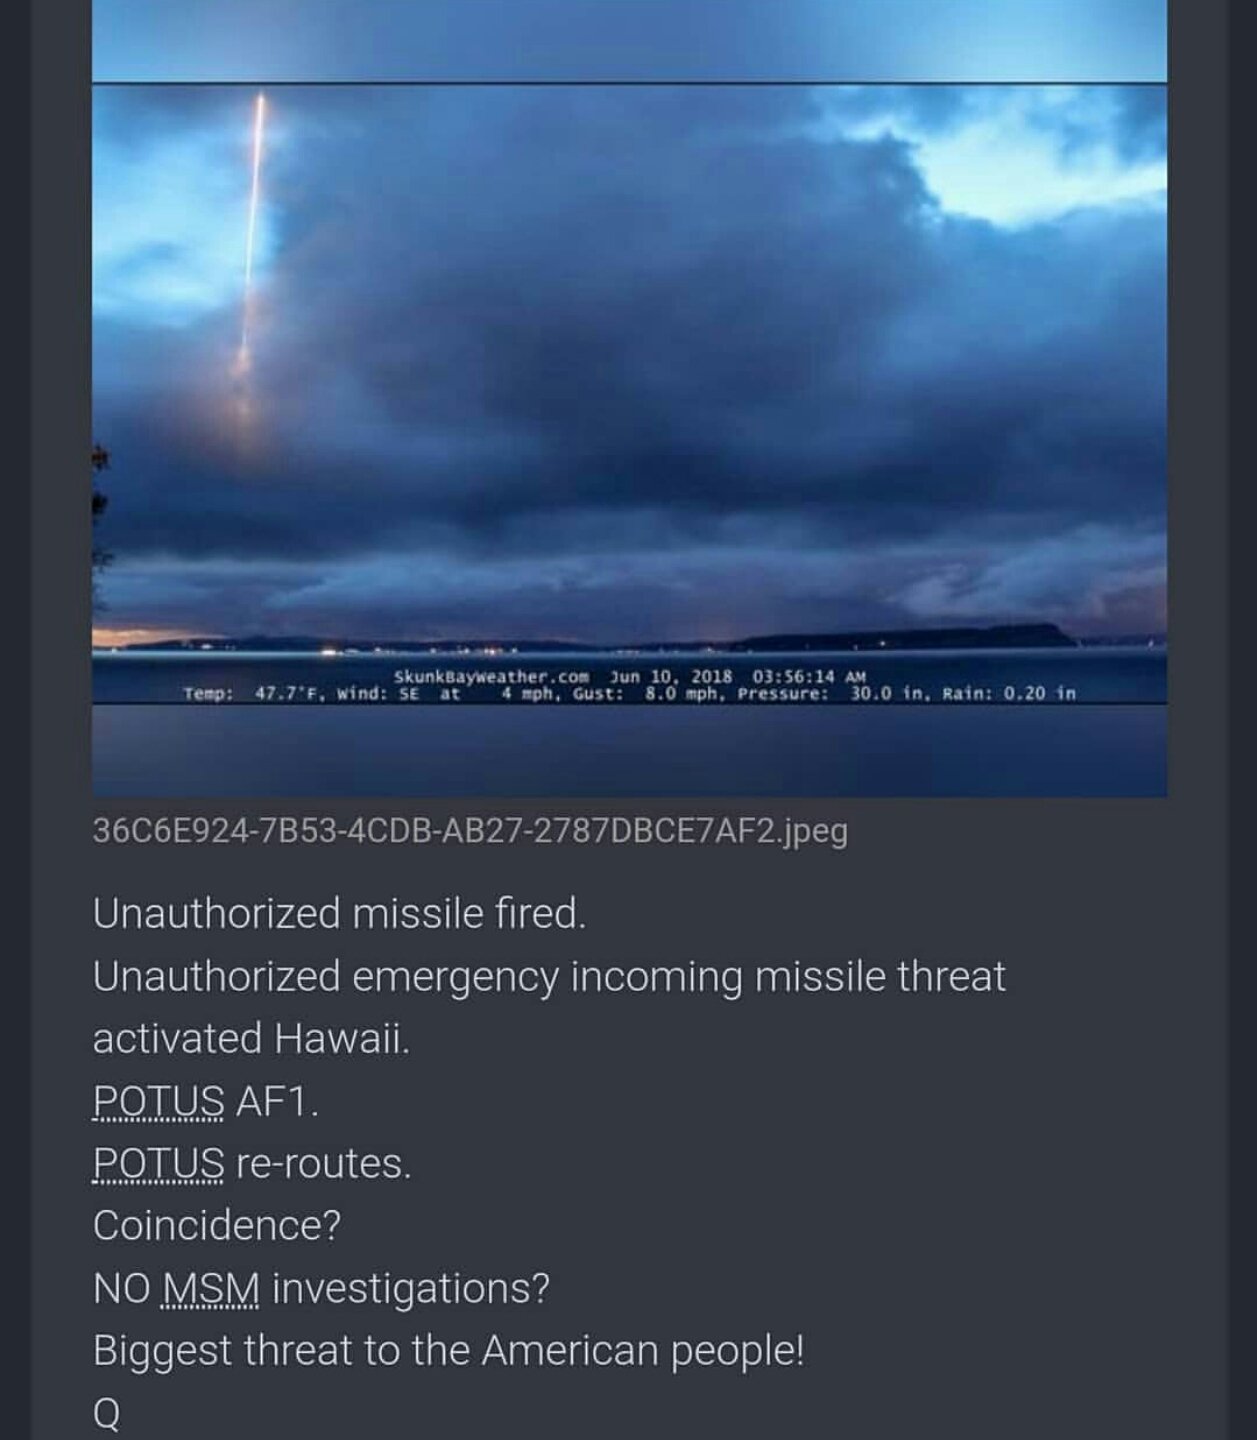 SkunkBayWeather.com Jun 10, 2018 03:56:14 AM
Temp: 47.7°F, Wind: SE at 4 mph, Gust: 8.0 mph, Pressure: 30.0 in, Rain: 0.20 in
36C6E924-7B53-4CDB-AB27-2787DBCE7AF2.jpeg
Unauthorized missile fired.
Unauthorized emergency incoming missile threat
activated Hawaii.
POTUS AF1.
POTUS re-routes.
Coincidence?
NO MSM investigations?
Biggest threat to the American people!
Q